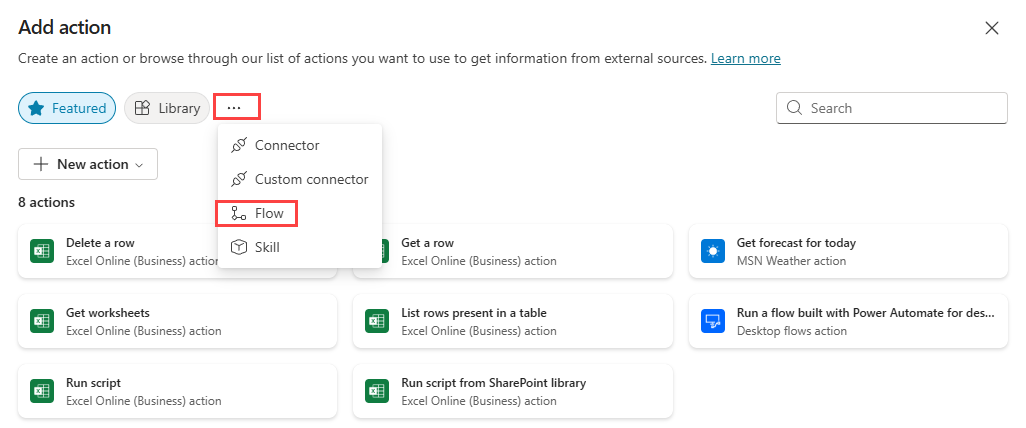 Add action
Create an action or browse through our list of actions you want to use to get information from external sources. Learn more
Featured
Library
...
Search
Connector
Custom connector
Flow
Skill
New action
8 actions
Delete a row
Excel Online (Business) actio
Get a row
Excel Online (Business) action
Get forecast for today
MSN Weather action
Get worksheets
Excel Online (Business) action
List rows present in a table
Excel Online (Business) action
Run a flow built with Power Automate for des...
Desktop flows action
Run script
Excel Online (Business) action
Run script from SharePoint library
Excel Online (Business) action